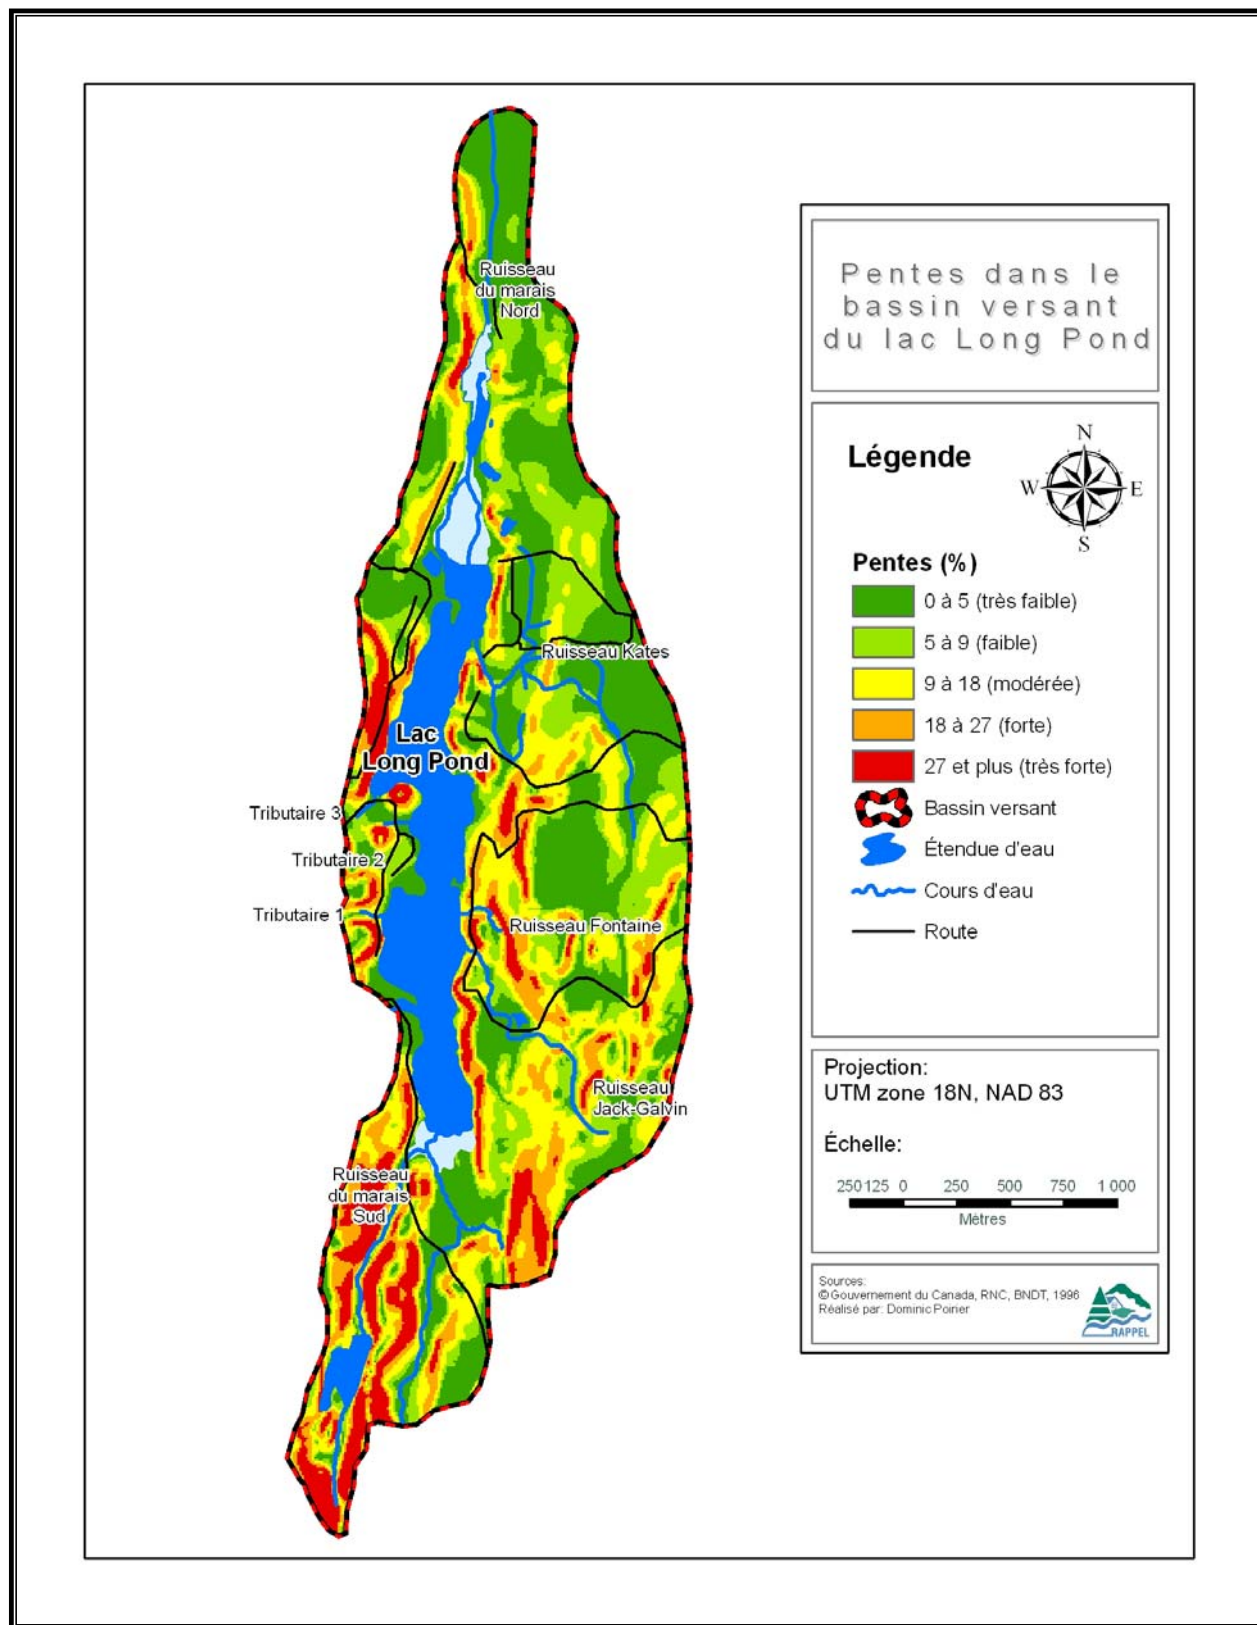 Ruisseau
du marais
Nord
Ruisseau Kates
Lac
Long Pond
Tributaire 3
Tributaire 2
Tributaire 1
Ruisseau Fontaine
Ruisseau
Jack-Galvin
Ruisseau
du marais
Sud
Pentes dans le
bassin versant
du lac Long Pond
Légende
N
W E
S
Pentes (%)
0 à 5 (très faible)
5 à 9 (faible)
9 à 18 (modérée)
18 à 27 (forte)
27 et plus (très forte)
Bassin versant
Étendue d'eau
Cours d'eau
Route
Projection:
UTM zone 18N, NAD 83
Échelle:
250 125 0 250 500 750 1 000
Mètres
Sources:
©Gouvernement du Canada, RNC, BNDT, 1996
Réalisé par: Dominic Poirier
RAPPEL